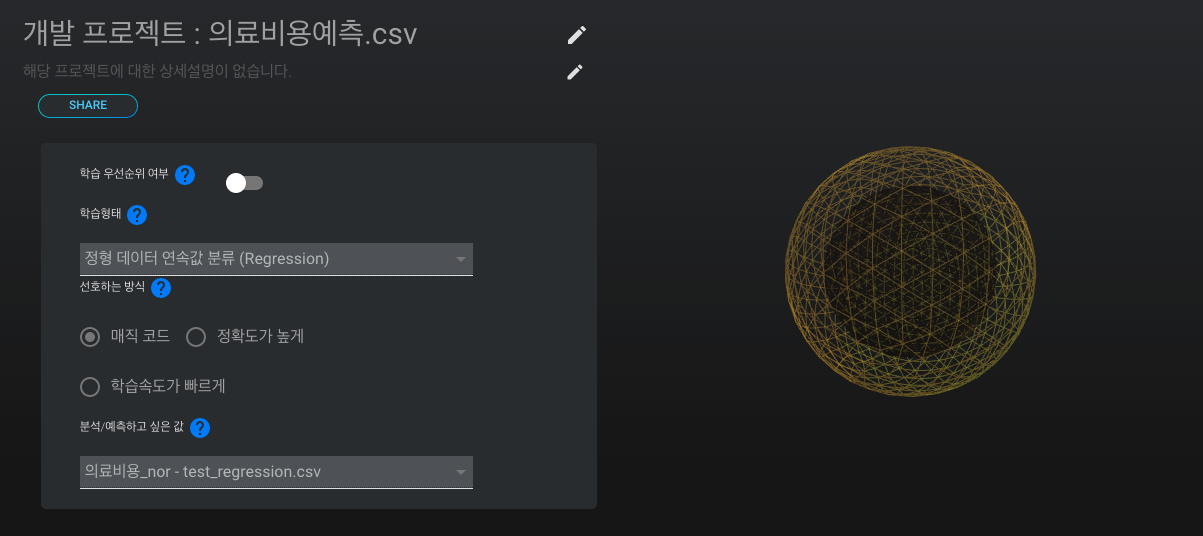 개발 프로젝트 : 의료비용예측.csv
해당 프로젝트에 대한 상세설명이 없습니다.
SHARE
학습 우선순위 여부 ?
학습형태 ?
정형 데이터 연속값 분류 (Regression)
선호하는 방식 ?
매직 코드 정확도가 높게
학습속도가 빠르게
분석/예측하고 싶은 값 ?
의료비용_nor - test_regression.csv